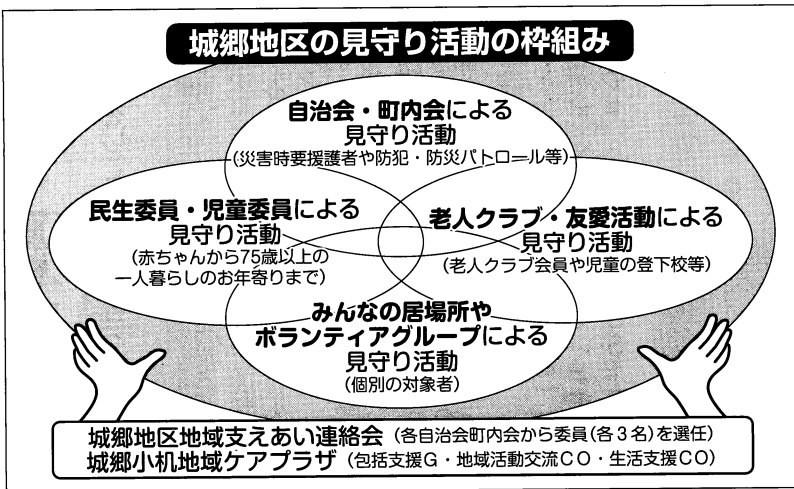 城郷地区の見守り活動の枠組み
自治会・町内会による
見守り活動
(災害時要援護者や防犯・防災パトロール等)
民生委員・児童委員による
見守り活動
(赤ちゃんから75歳以上の
一人暮らしのお年寄りまで)
老人クラブ・友愛活動による
見守り活動
(老人クラブ会員や児童の登下校等)
みんなの居場所や
ボランティアグループによる
見守り活動
(個別の対象者)
城郷地区地域支えあい連絡会 (各自治会町内会から委員(各3名)を選任)
城郷小机地域ケアプラザ (包括支援G・地域活動交流CO・生活支援CO)